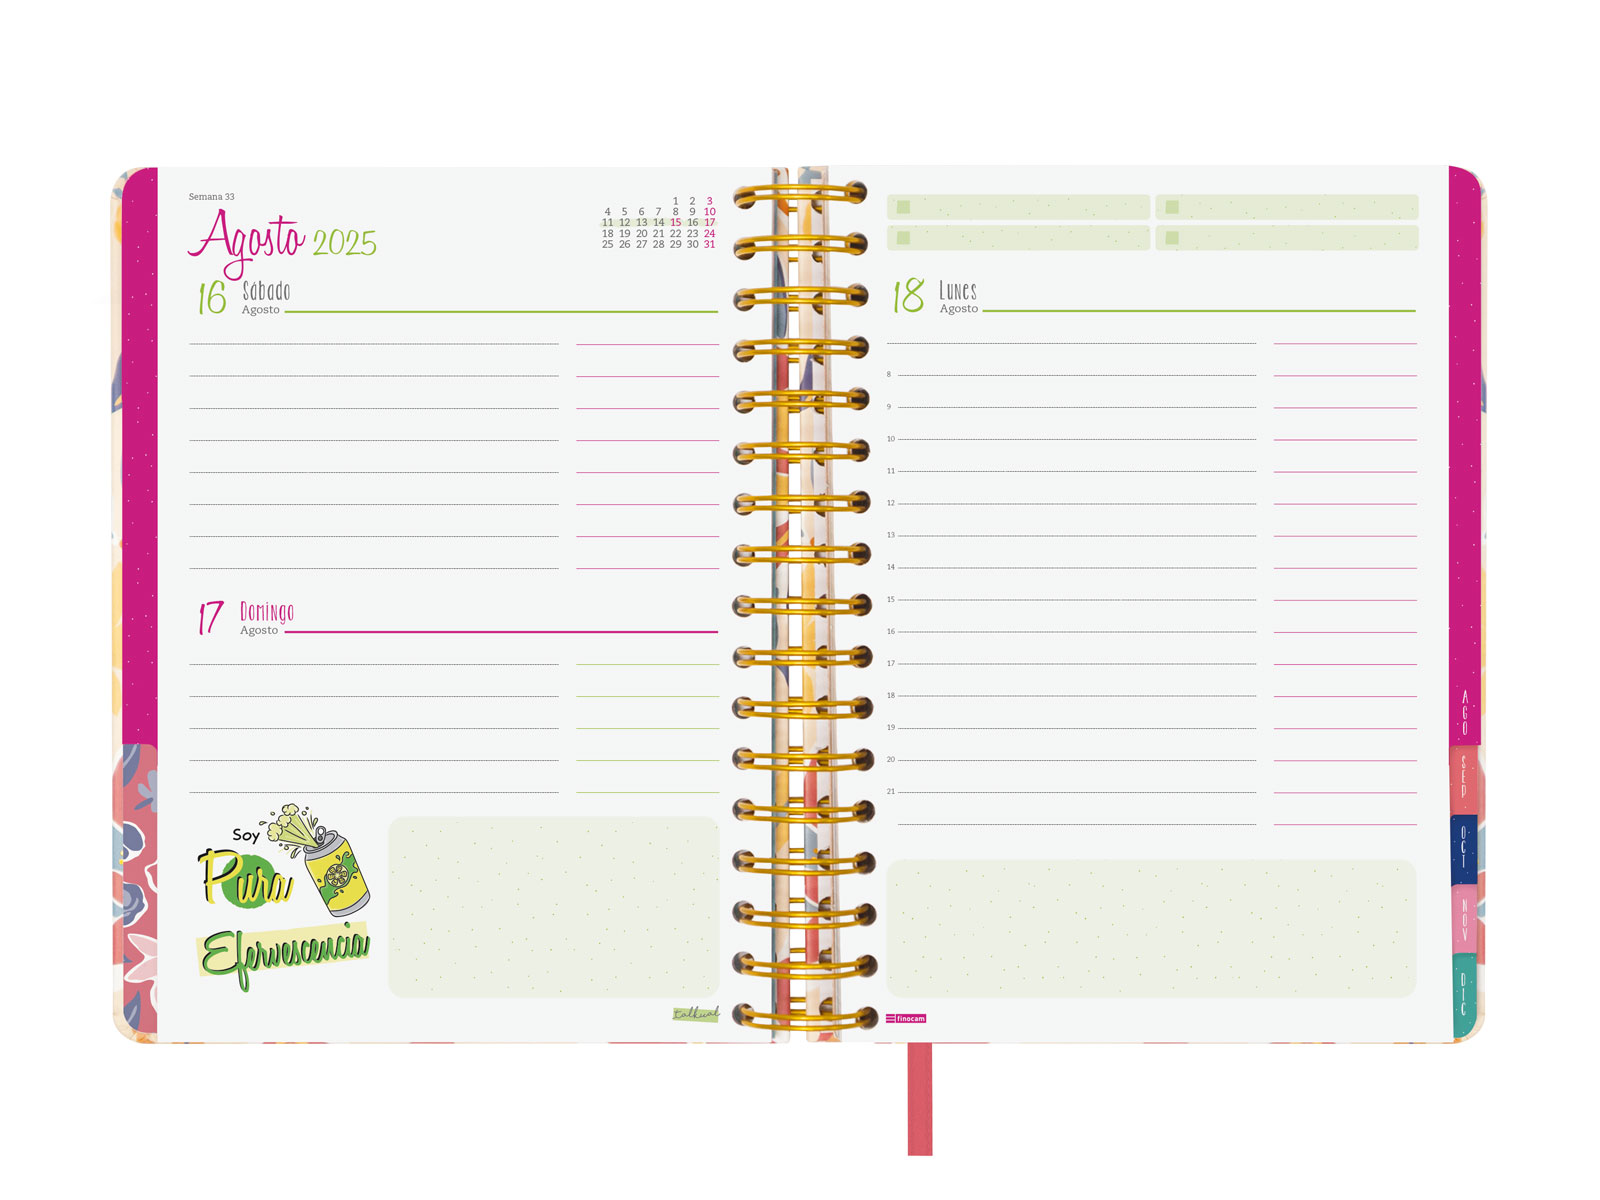 Semana 33
Agosto 2025
1 2 3
4 5 6 7 8 9 10
11 12 13 14 15 16 17
18 19 20 21 22 23 24
25 26 27 28 29 30 31
16 Sábado
Agosto
17 Domingo
Agosto
Soy
Pura
Efervescencia
talkual
18 Lunes
Agosto
8
9
10
11
12
13
14
15
16
17
18
19
20
21
finocam
AGO
SEP
OCT
NOV
DIC